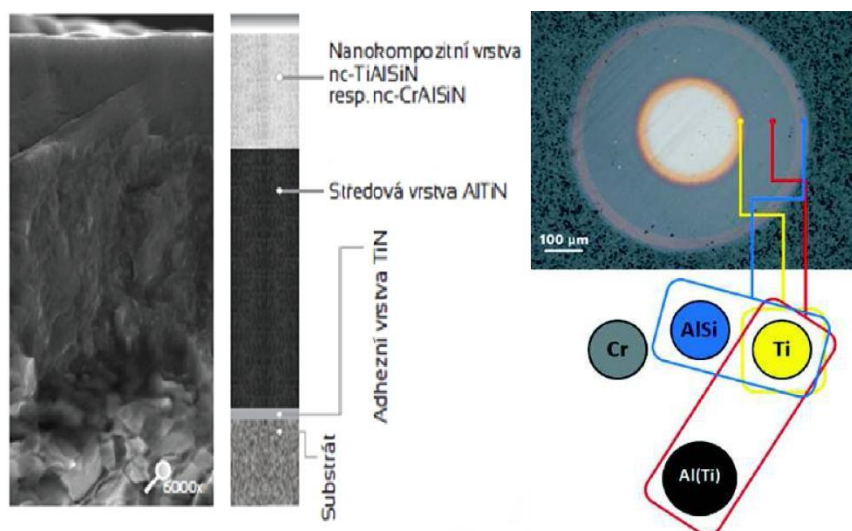 Nanokompozitní vrstva
nc-TiAlSiN
resp. nc-CrAlSiN
Středová vrstva AlTiN
Adhezní vrstva TiN
Substrát
6000x
100 µm
Cr
AlSi
Ti
Al(Ti)